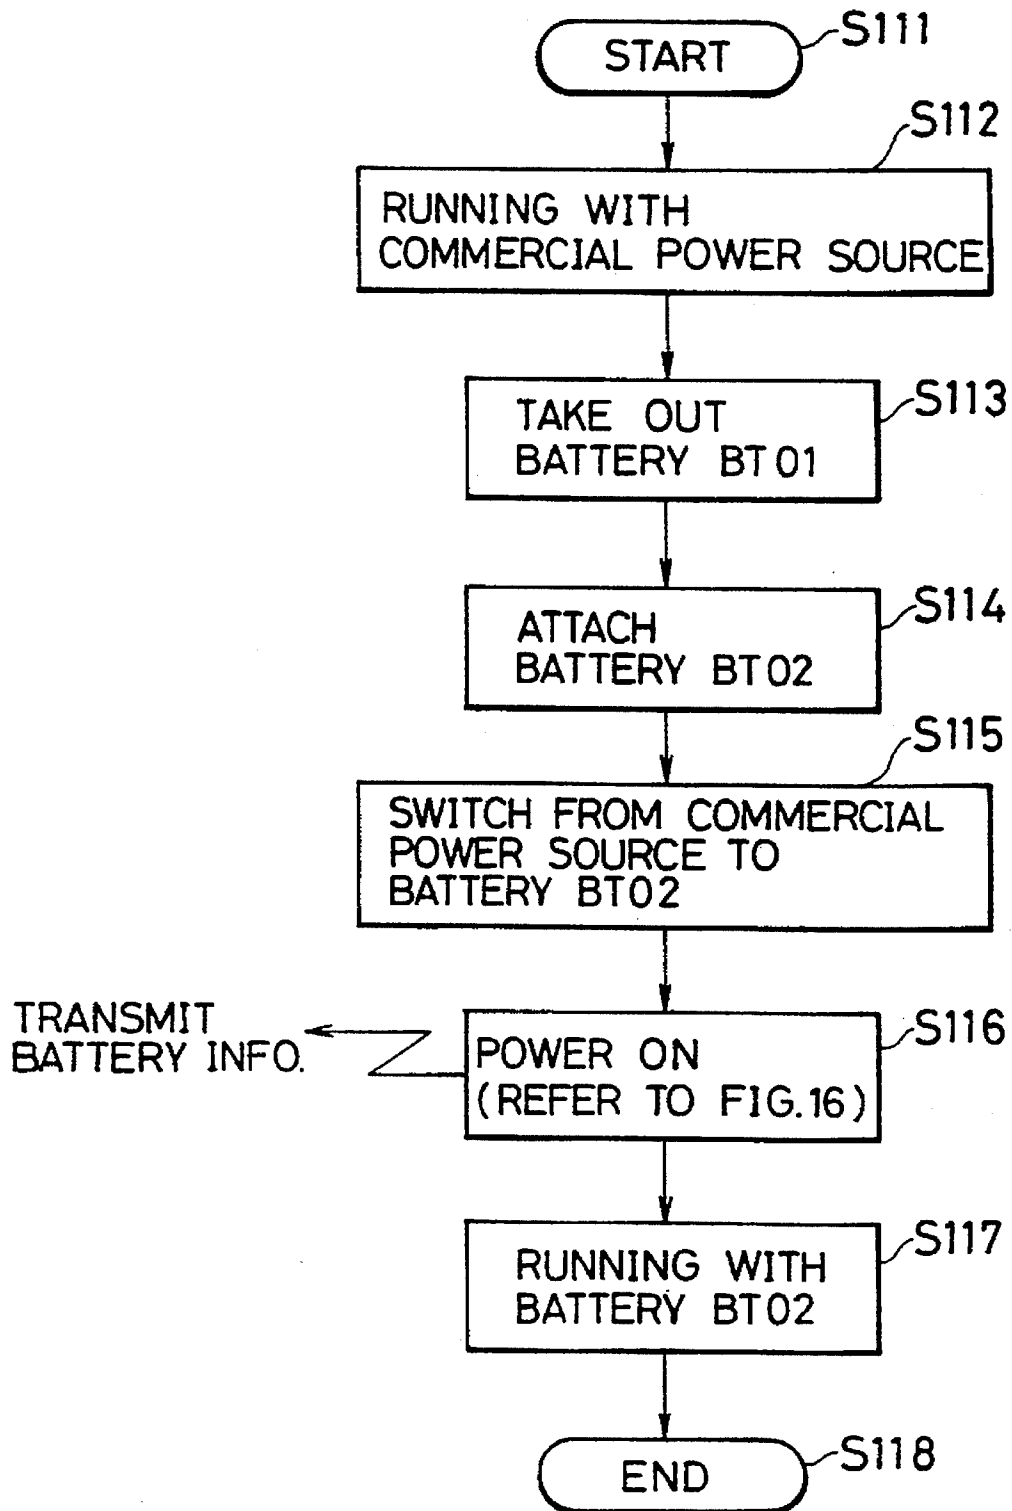 START
S111
S112
RUNNING WITH
COMMERCIAL POWER SOURCE
S113
TAKE OUT
BATTERY BT01
S114
ATTACH
BATTERY BT02
S115
SWITCH FROM COMMERCIAL
POWER SOURCE TO
BATTERY BT02
TRANSMIT
BATTERY INFO.
S116
POWER ON
(REFER TO FIG.16)
S117
RUNNING WITH
BATTERY BT02
S118
END